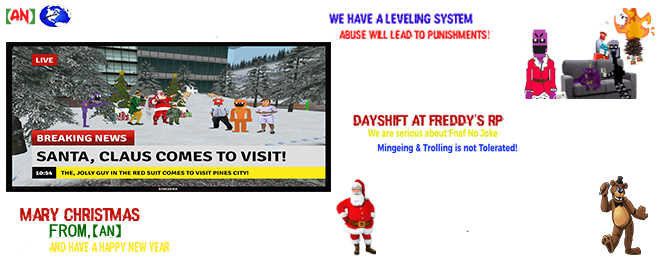 【AN】
WE HAVE A LEVELING SYSTEM
ABUSE WILL LEAD TO PUNISHMENTS!
LIVE
BREAKING NEWS
SANTA, CLAUS COMES TO VISIT!
10:54 THE, JOLLY GUY IN THE RED SUIT COMES TO VISIT PINES CITY!
SAMSUNG
DAYSHIFT AT FREDDY'S RP
We are serious about Fnaf No Joke
Mingeing & Trolling is not Tolerated!
MARY CHRISTMAS
FROM,【AN】
AND HAVE A HAPPY NEW YEAR